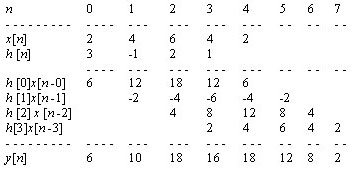 n 0 1 2 3 4 5 6 7
x[n] 2 4 6 4 2
h [n] 3 -1 2 1
h [0]x[n-0] 6 12 18 12 6
h [1]x[n-1] -2 -4 -6 -4 -2
h [2] x [n-2] 4 8 12 8 4
h[3]x[n-3] 2 4 6 4 2
y[n] 6 10 18 16 18 12 8 2